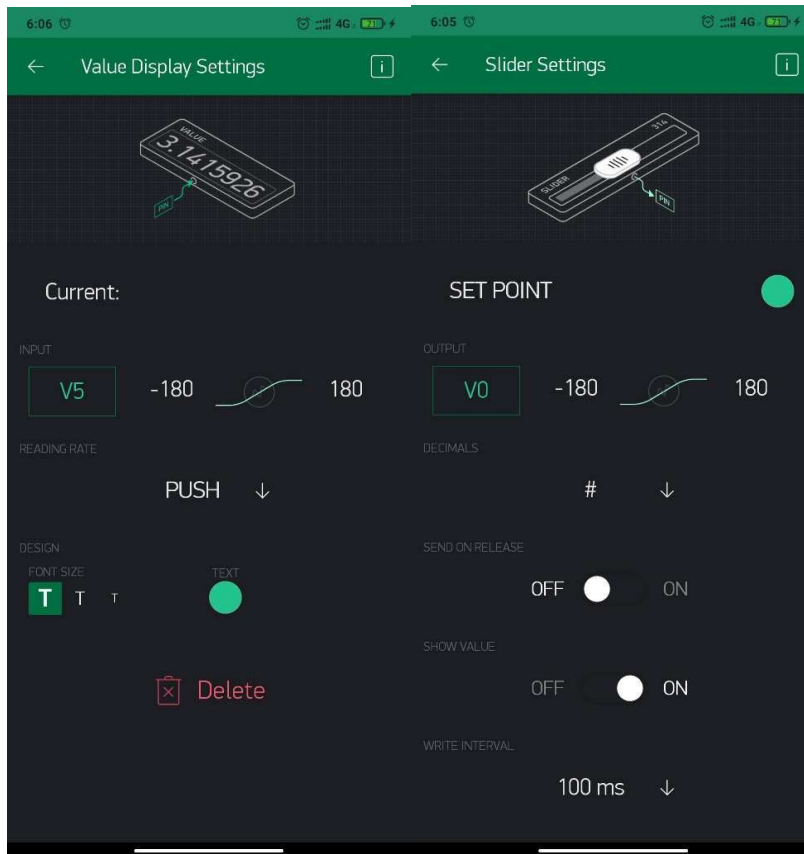 6:06
4G
71
Value Display Settings
i
VALUE
3.1415926
PIN
Current:
INPUT
V5
-180
180
READING RATE
PUSH
DESIGN
FONT SIZE
TEXT
T T T
Delete
6:05
4G
71
Slider Settings
i
SLIDER
314
PIN
SET POINT
OUTPUT
V0
-180
180
DECIMALS
#
SEND ON RELEASE
OFF ON
SHOW VALUE
OFF ON
WRITE INTERVAL
100 ms